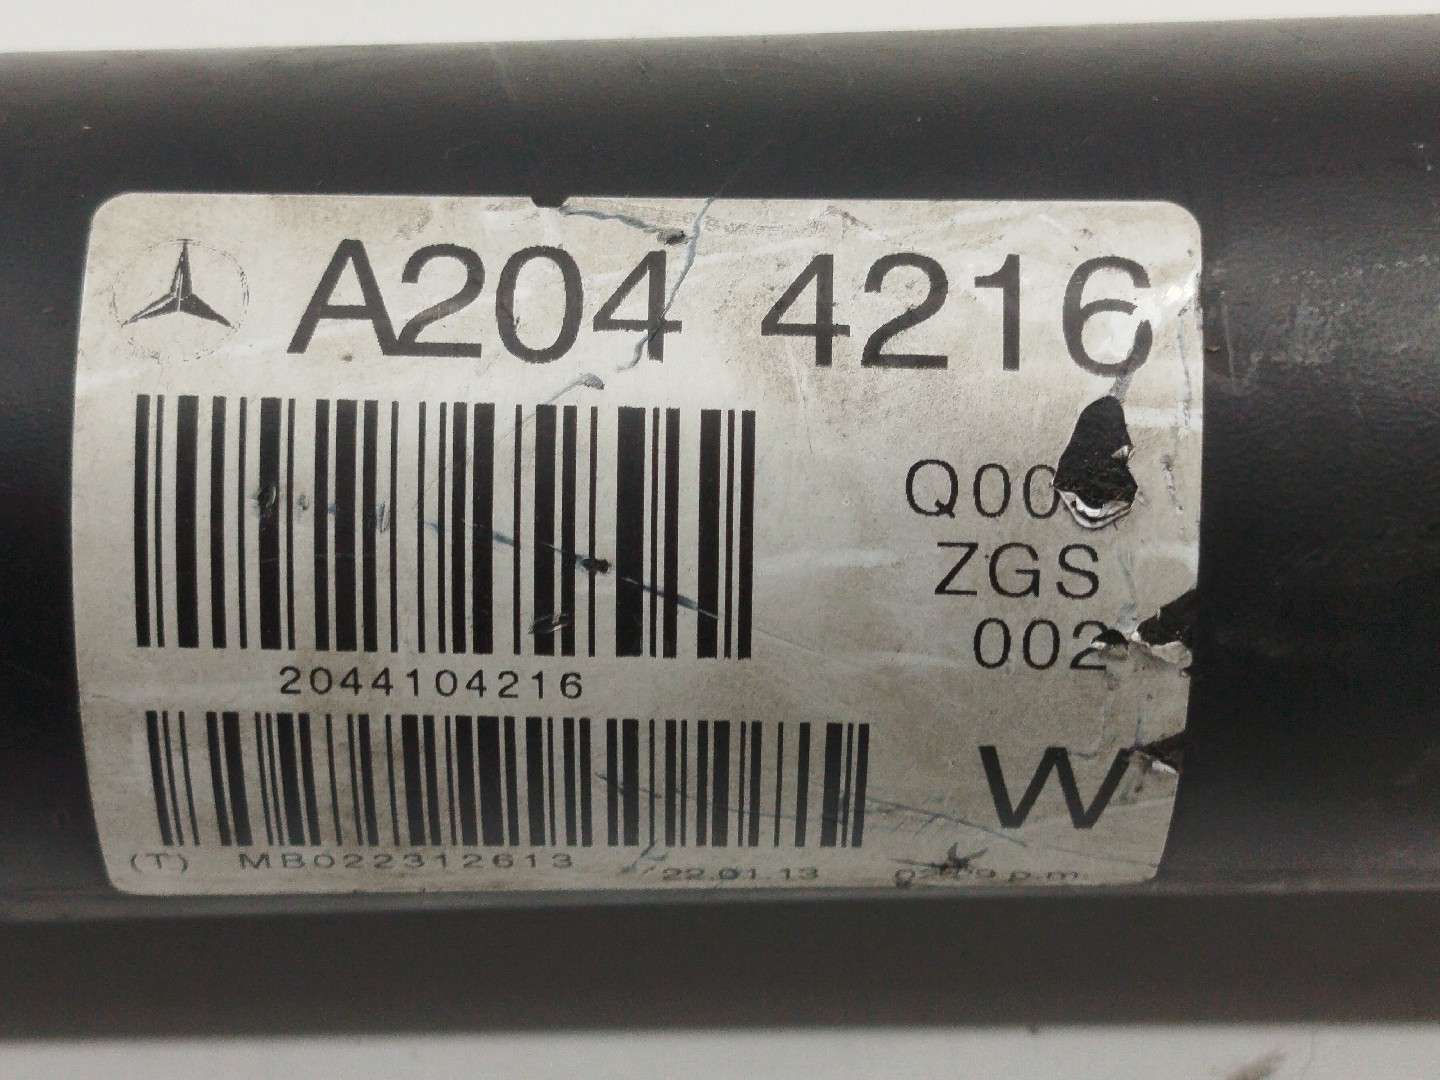 A204 4216
Q00
ZGS
002
2044104216
W
(T) MB022312613 22.01.13 p.m.